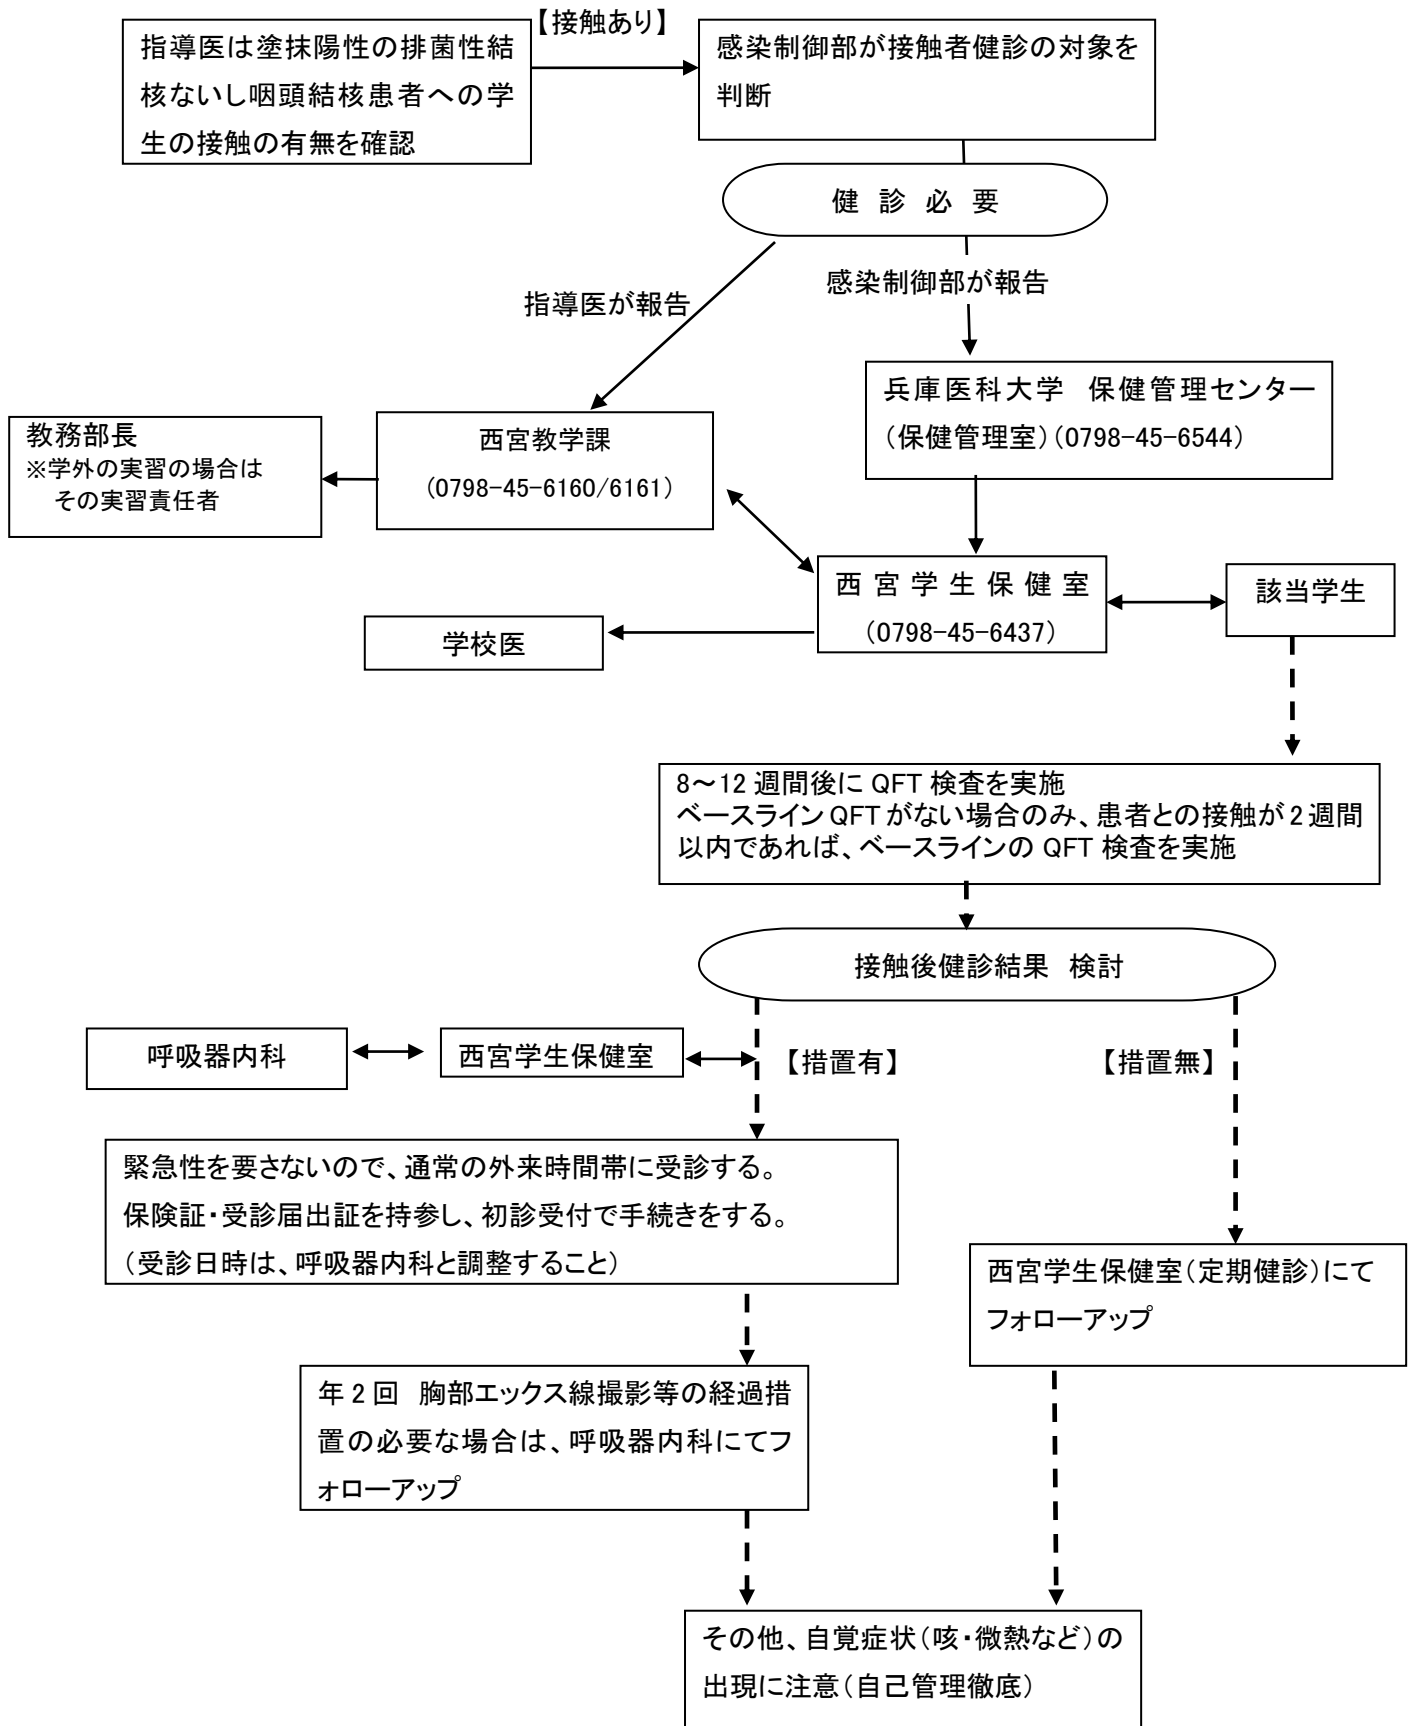 【接触あり】
指導医は塗抹陽性の排菌性結
核ないし咽頭結核患者への学
生の接触の有無を確認
感染制御部が接触者健診の対象を
判断
健 診 必 要
感染制御部が報告
指導医が報告
兵庫医科大学 保健管理センター
（保健管理室）(0798-45-6544)
教務部長
※学外の実習の場合は
その実習責任者
西宮教学課
(0798-45-6160/6161)
西 宮 学 生 保 健 室
(0798-45-6437)
該当学生
学校医
8～12 週間後に QFT 検査を実施
ベースライン QFT がない場合のみ、患者との接触が 2 週間
以内であれば、ベースラインの QFT 検査を実施
接触後健診結果 検討
呼吸器内科
西宮学生保健室
【措置有】
【措置無】
緊急性を要さないので、通常の外来時間帯に受診する。
保険証・受診届出証を持参し、初診受付で手続きをする。
（受診日時は、呼吸器内科と調整すること）
西宮学生保健室（定期健診）にて
フォローアップ
年 2 回 胸部エックス線撮影等の経過措
置の必要な場合は、呼吸器内科にてフ
ォローアップ
その他、自覚症状（咳・微熱など）の
出現に注意（自己管理徹底）